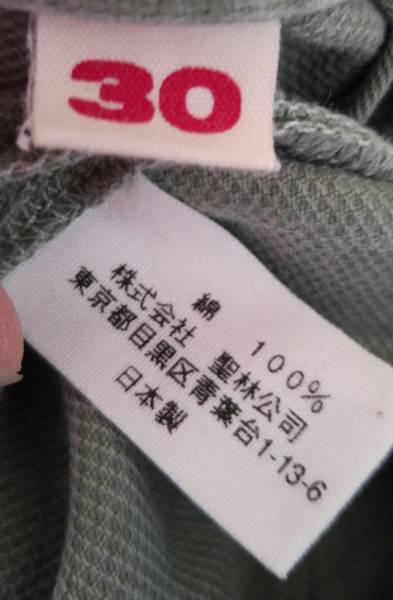 30
綿 100%
株式会社 聖林公司
東京都目黒区青葉台1-13-6
日本製